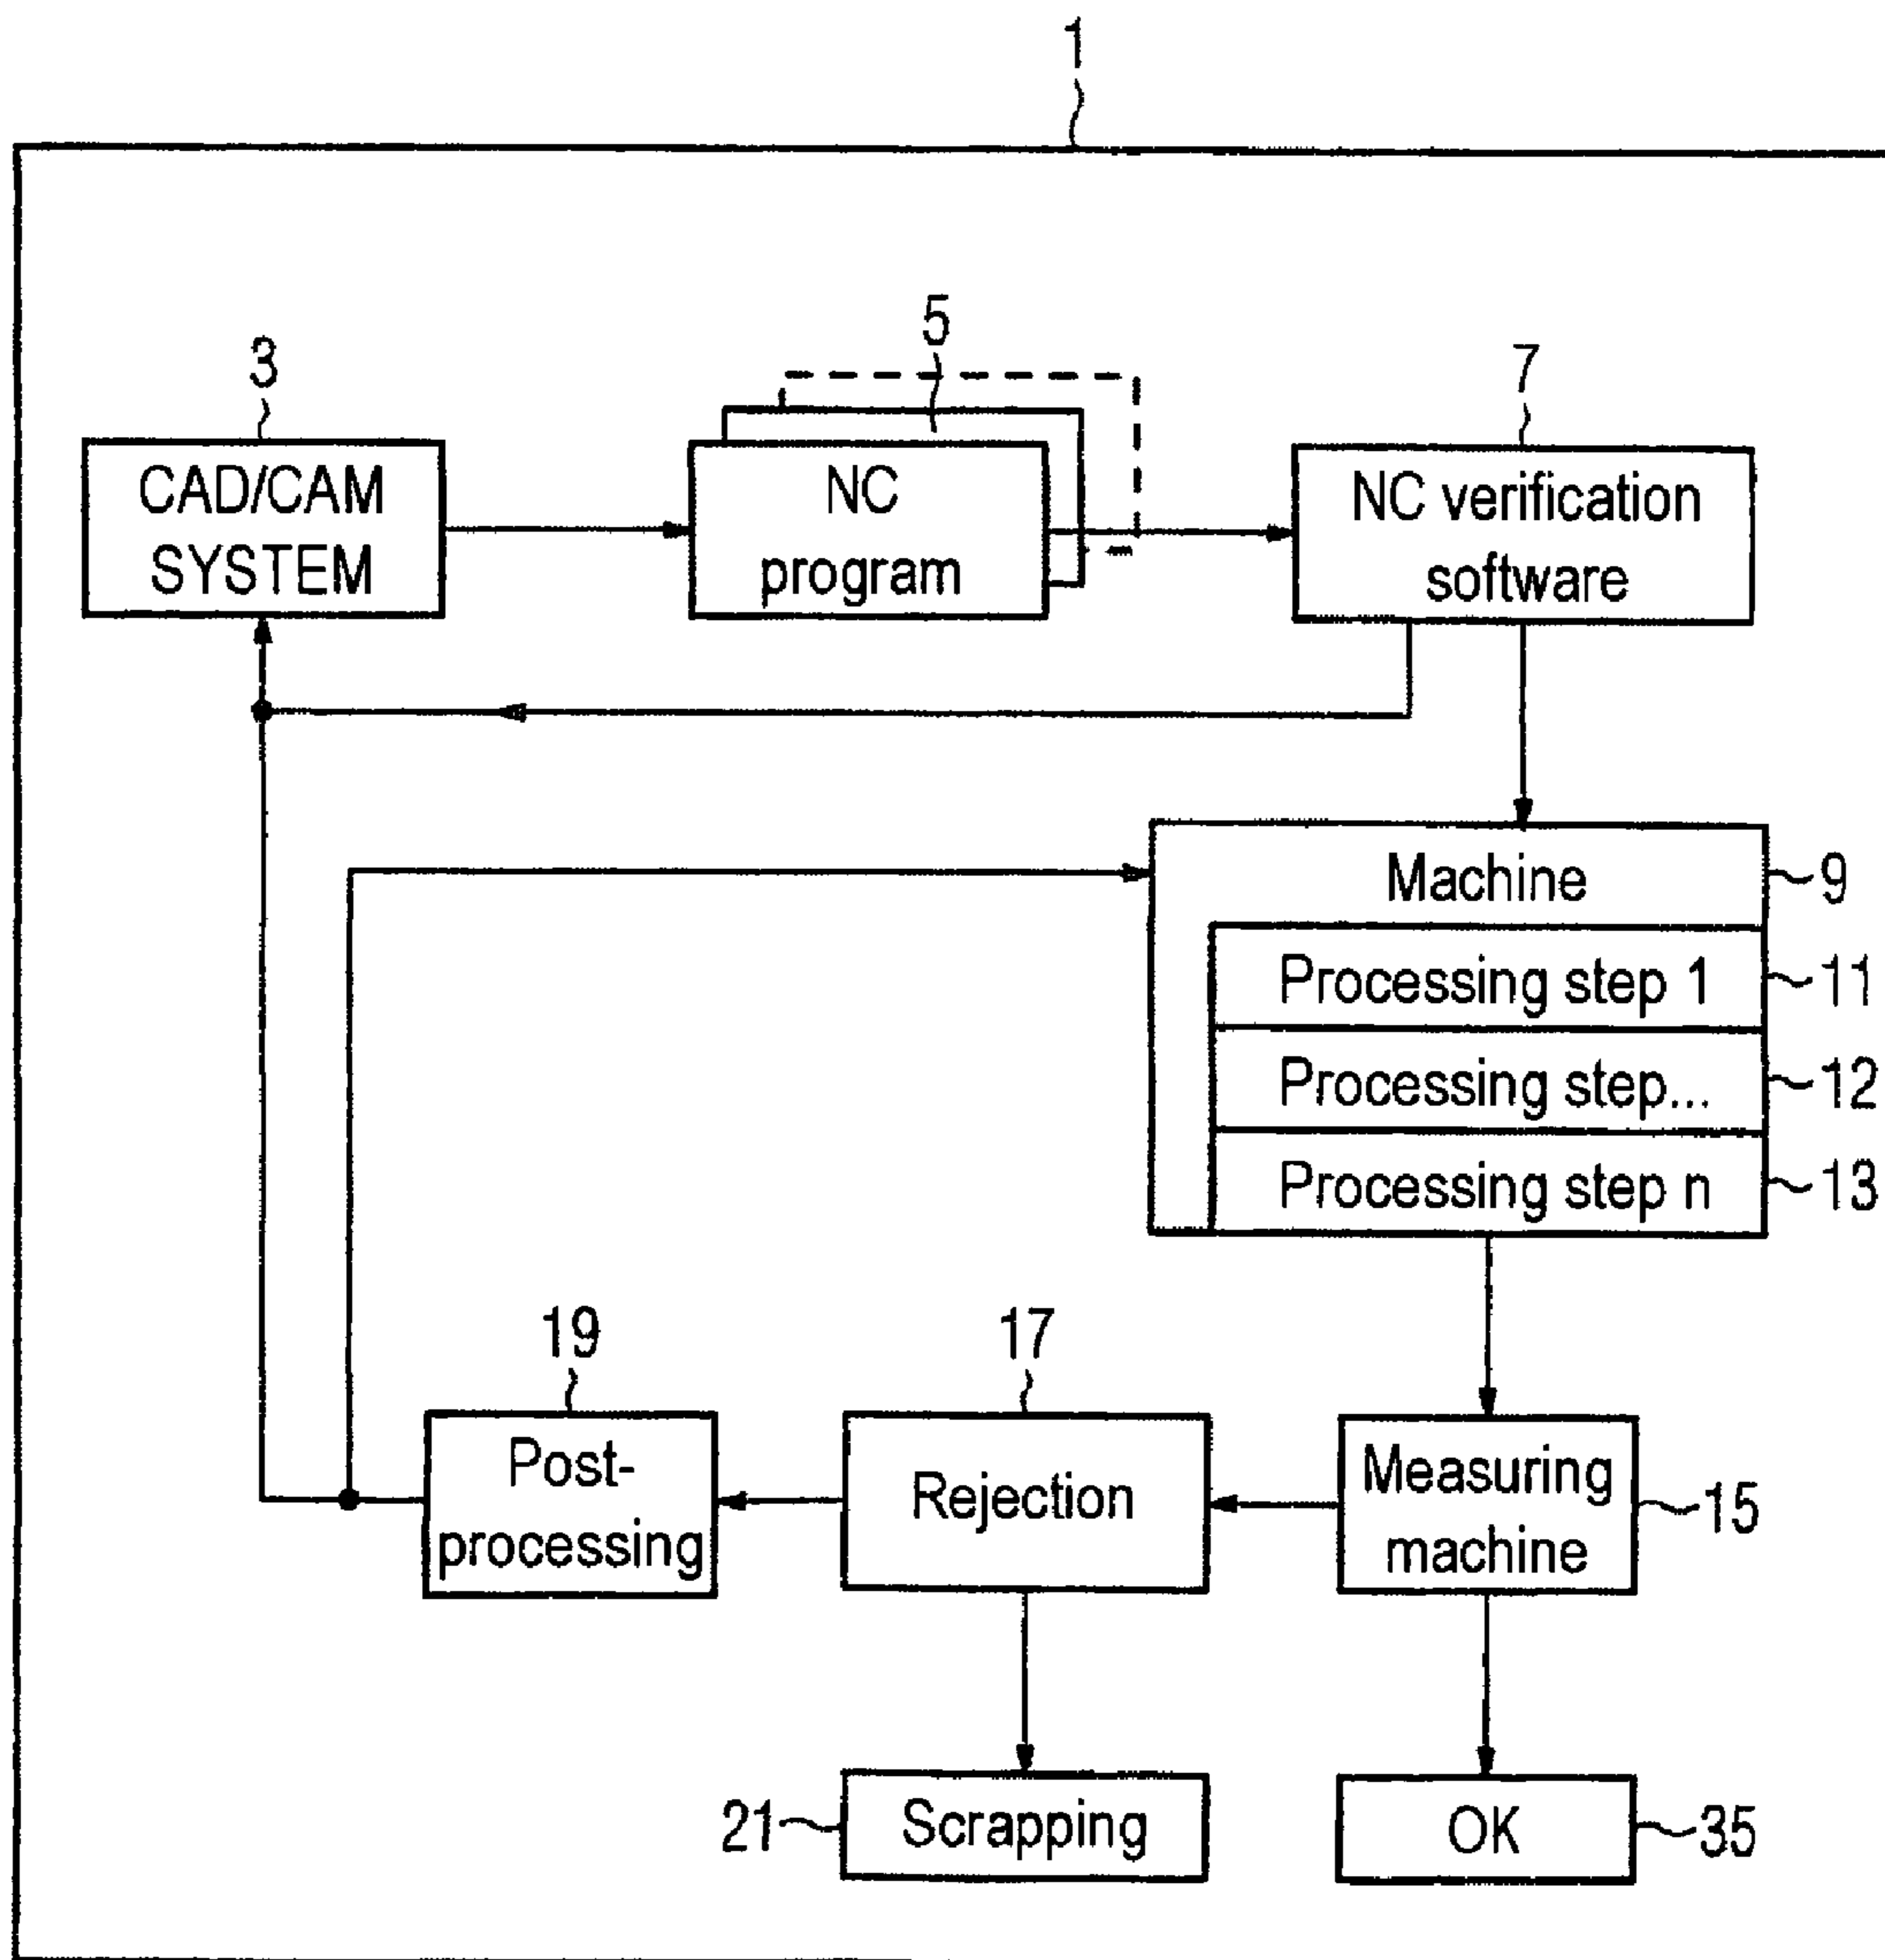 1
3
5
7
CAD/CAM
SYSTEM
NC
program
NC verification
software
Machine
9
Processing step 1
11
Processing step...
12
Processing step n
13
19
17
Post-
processing
Rejection
Measuring
machine
15
21
Scrapping
OK
35